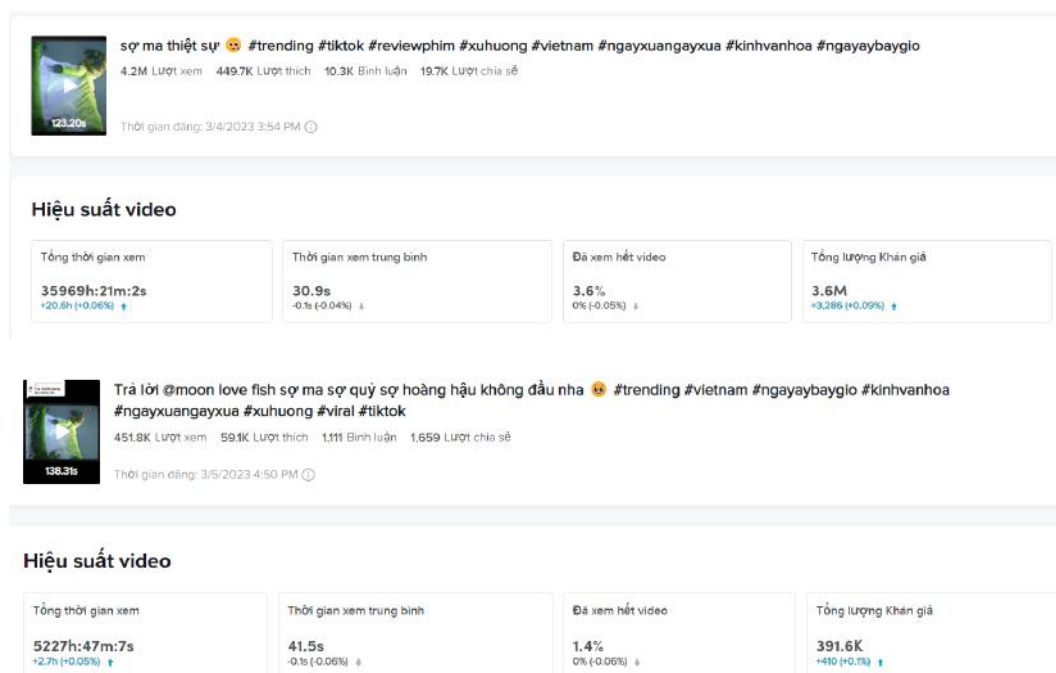 sợ ma thiệt sự 🥺 #trending #tiktok #reviewphim #xuhuong #vietnam #ngayxuangayxua #kinhvanhoa #ngayaybaygio
4.2M Lượt xem 449.7K Lượt thích 10.3K Bình luận 19.7K Lượt chia sẻ
123.20s
Thời gian đăng: 3/4/2023 3:54 PM
Hiệu suất video
Tổng thời gian xem Thời gian xem trung bình Đã xem hết video Tổng lượng Khán giả
35969h:21m:2s 30.9s 3.6% 3.6M
+20.6h (+0.06%) -0.1s (-0.04%) 0% (-0.05%) +3,286 (+0.09%)
Trả lời @moon love fish sợ ma sợ quỷ sợ hoàng hậu không đầu nha 🥺 #trending #vietnam #ngayaybaygio #kinhvanhoa
#ngayxuangayxua #xuhuong #viral #tiktok
451.8K Lượt xem 59.1K Lượt thích 1,111 Bình luận 1,659 Lượt chia sẻ
138.31s
Thời gian đăng: 3/5/2023 4:50 PM
Hiệu suất video
Tổng thời gian xem Thời gian xem trung bình Đã xem hết video Tổng lượng Khán giả
5227h:47m:7s 41.5s 1.4% 391.6K
+2.7h (+0.05%) -0.1s (-0.06%) 0% (-0.06%) +410 (+0.1%)